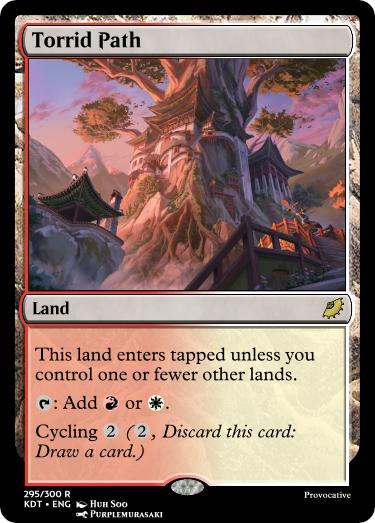 Torrid Path
Land
This land enters tapped unless you
control one or fewer other lands.
: Add or .
Cycling 2 (2, Discard this card:
Draw a card.)
295/300 R
KDT • ENG Huh Soo
Purplemurasaki
Provocative